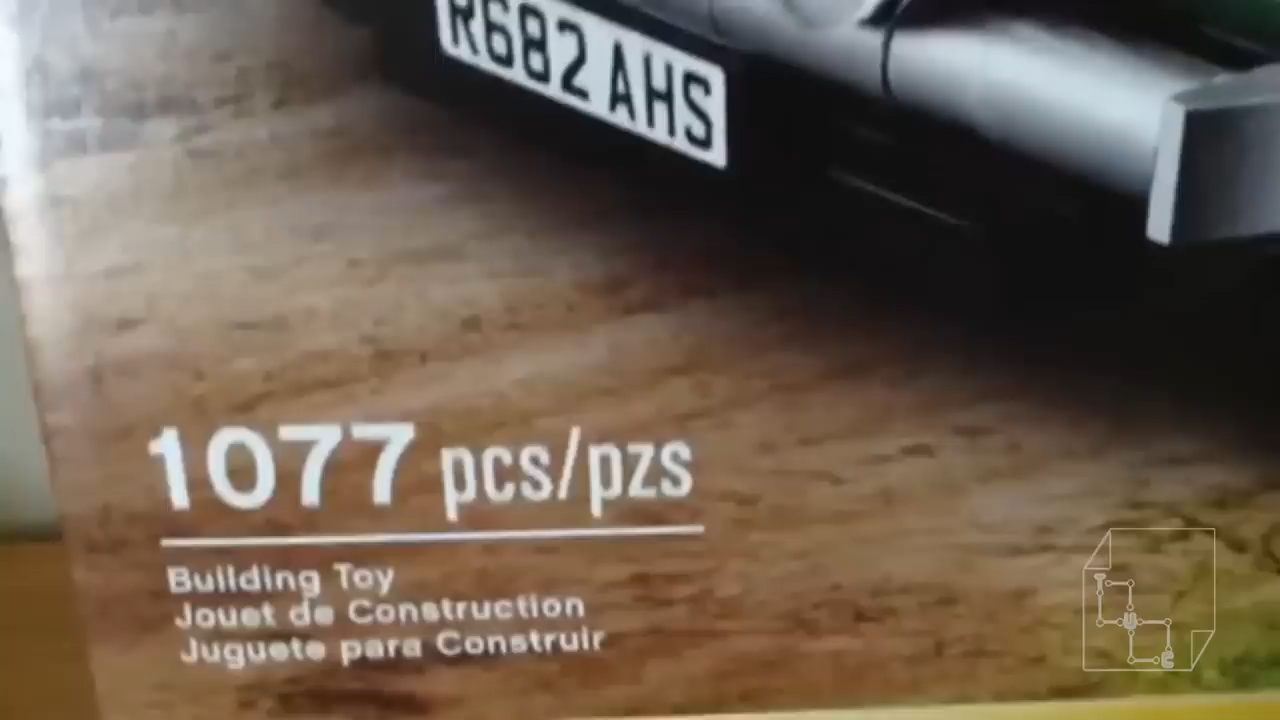 R682 AHS
1077 pcs/pzs
Building Toy
Jouet de Construction
Juguete para Construir